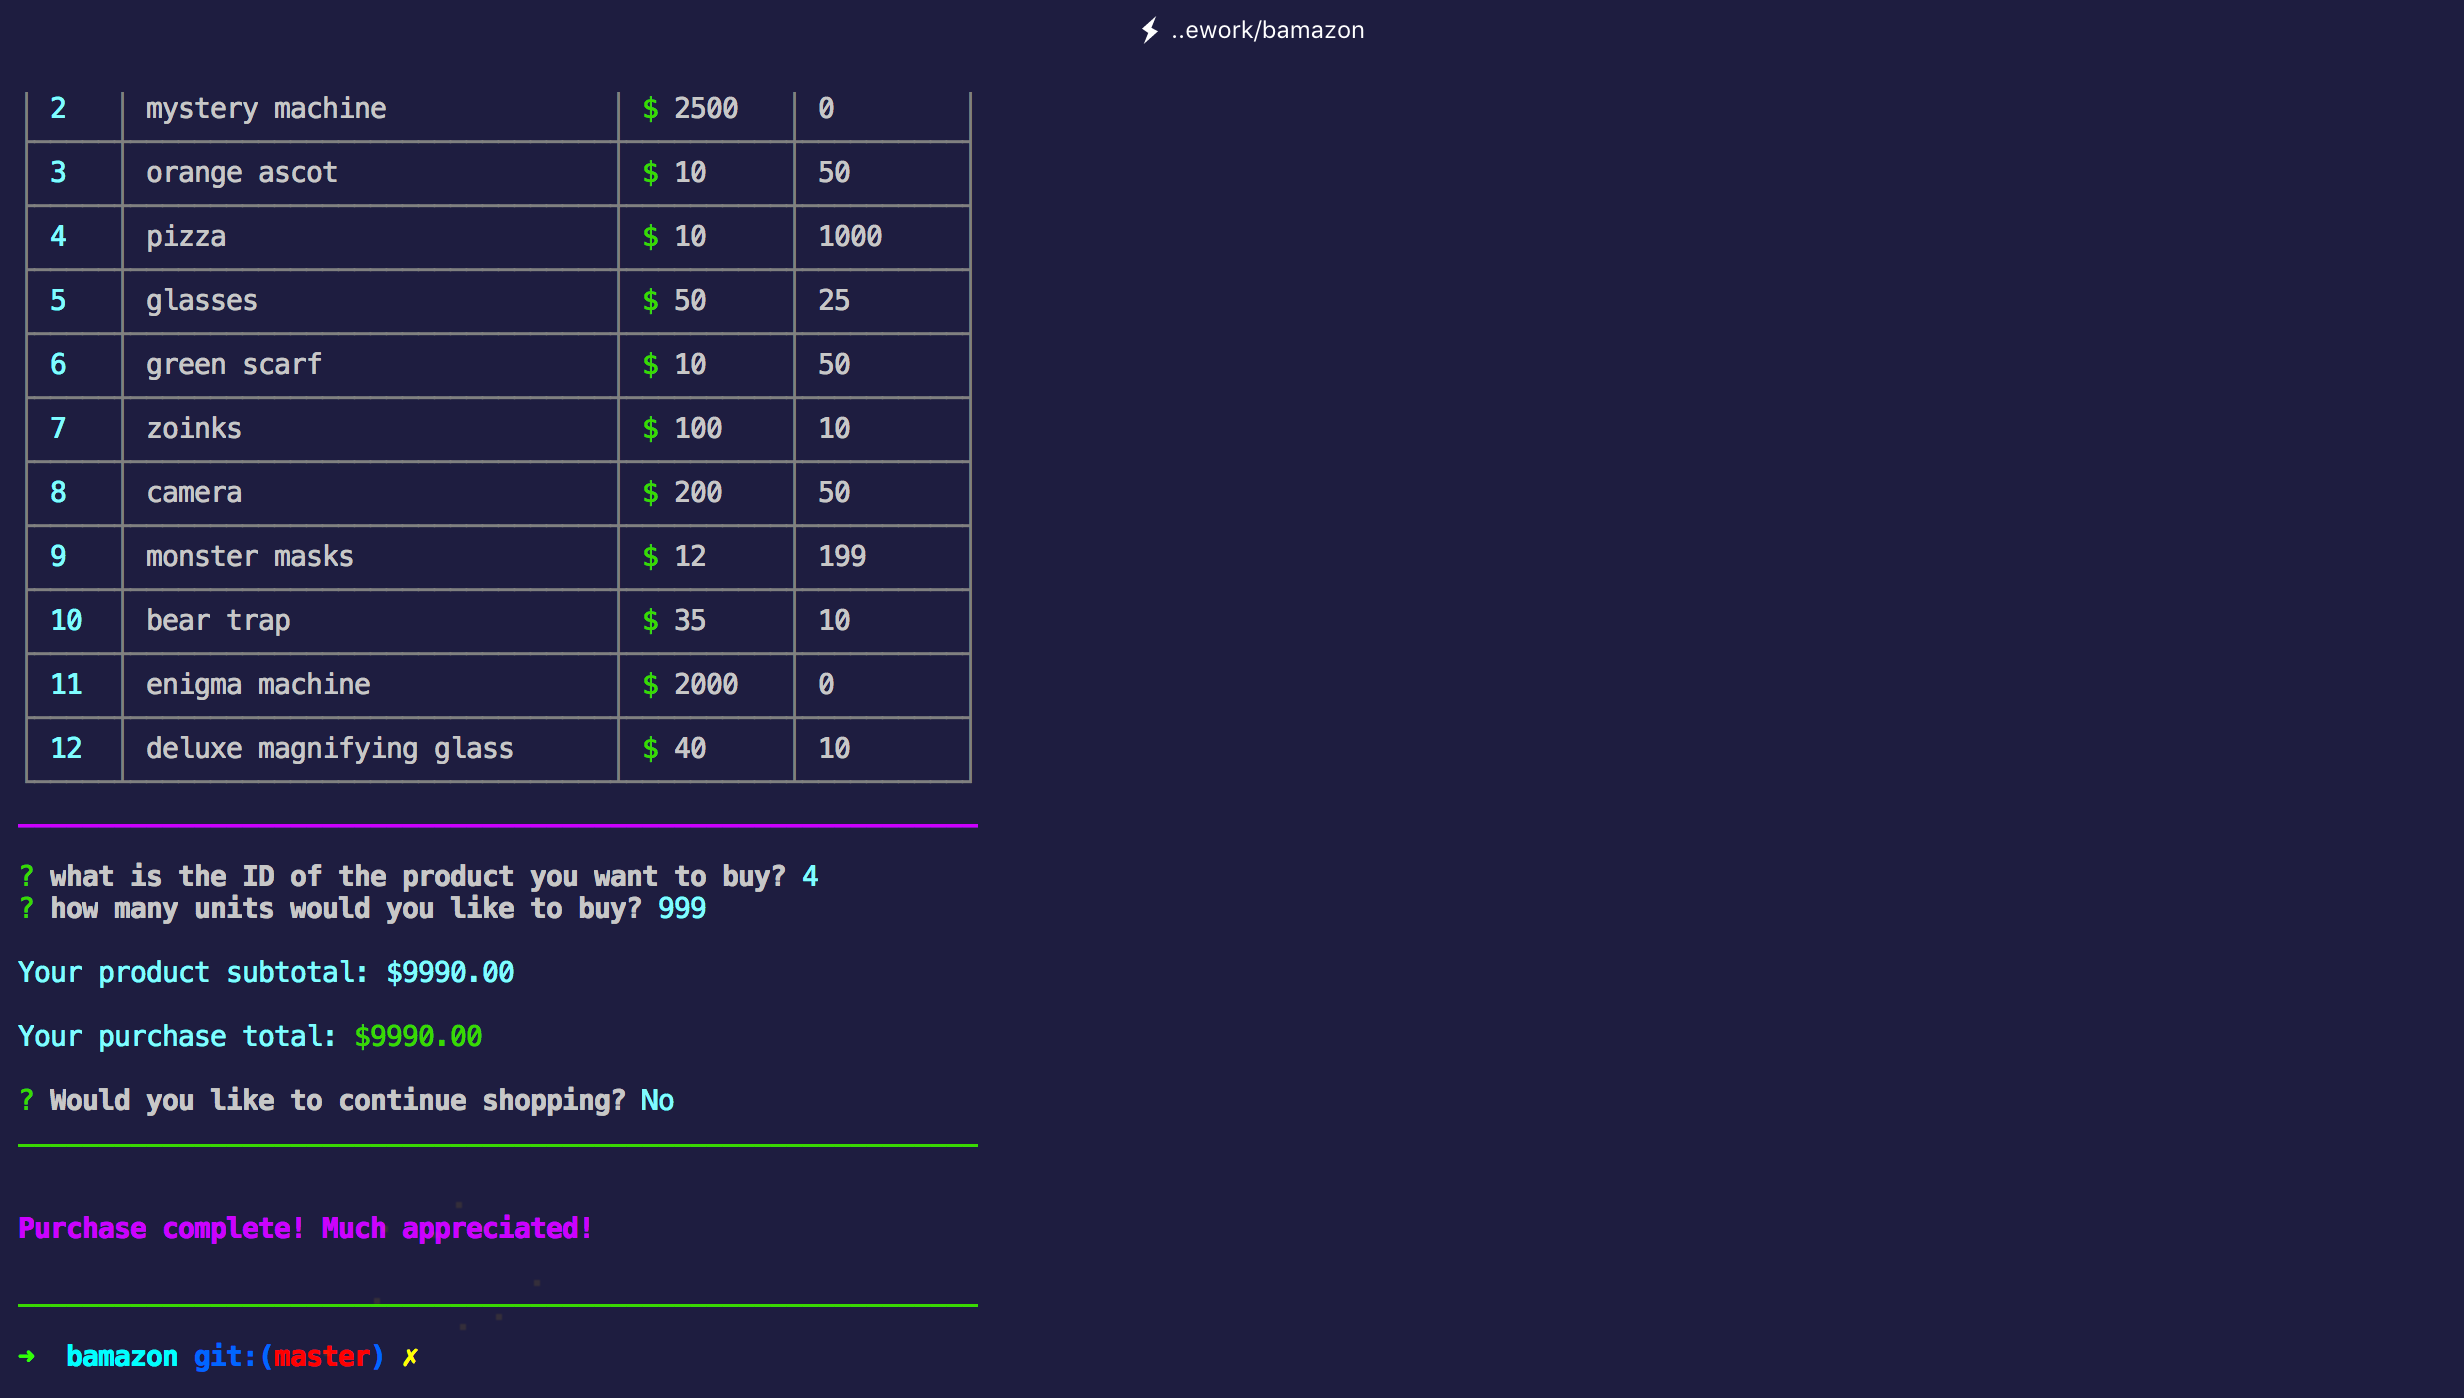 ..ework/bamazon
2 mystery machine $ 2500 0
3 orange ascot $ 10 50
4 pizza $ 10 1000
5 glasses $ 50 25
6 green scarf $ 10 50
7 zoinks $ 100 10
8 camera $ 200 50
9 monster masks $ 12 199
10 bear trap $ 35 10
11 enigma machine $ 2000 0
12 deluxe magnifying glass $ 40 10
? what is the ID of the product you want to buy? 4
? how many units would you like to buy? 999
Your product subtotal: $9990.00
Your purchase total: $9990.00
? Would you like to continue shopping? No
Purchase complete! Much appreciated!
➜ bamazon git:(master) ✗